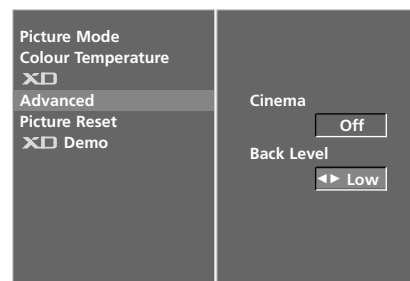 Picture Mode
Colour Temperature
XD
Advanced
Picture Reset
XD Demo
Cinema
Off
Back Level
◄► Low